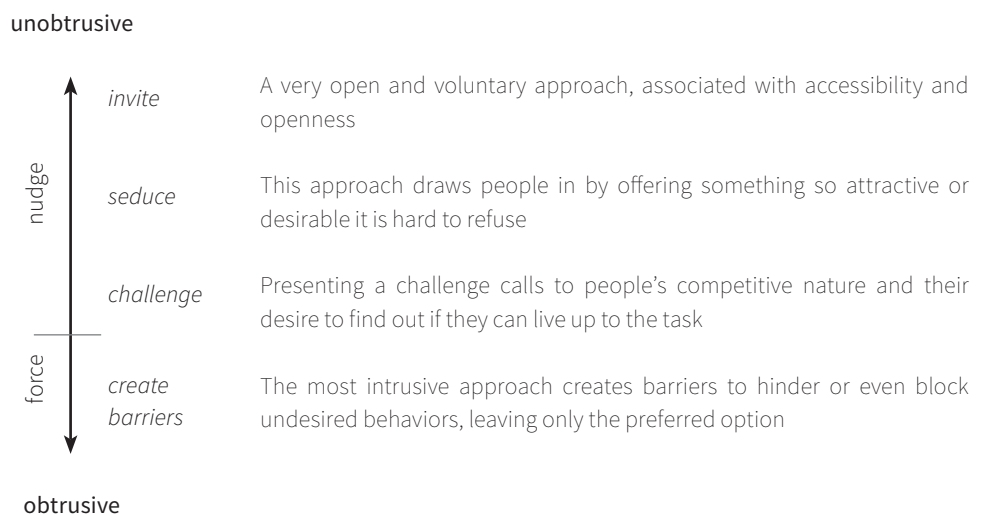 unobtrusive
nudge
invite
A very open and voluntary approach, associated with accessibility and
openness
seduce
This approach draws people in by offering something so attractive or
desirable it is hard to refuse
challenge
Presenting a challenge calls to people’s competitive nature and their
desire to find out if they can live up to the task
force
create
barriers
The most intrusive approach creates barriers to hinder or even block
undesired behaviors, leaving only the preferred option
obtrusive